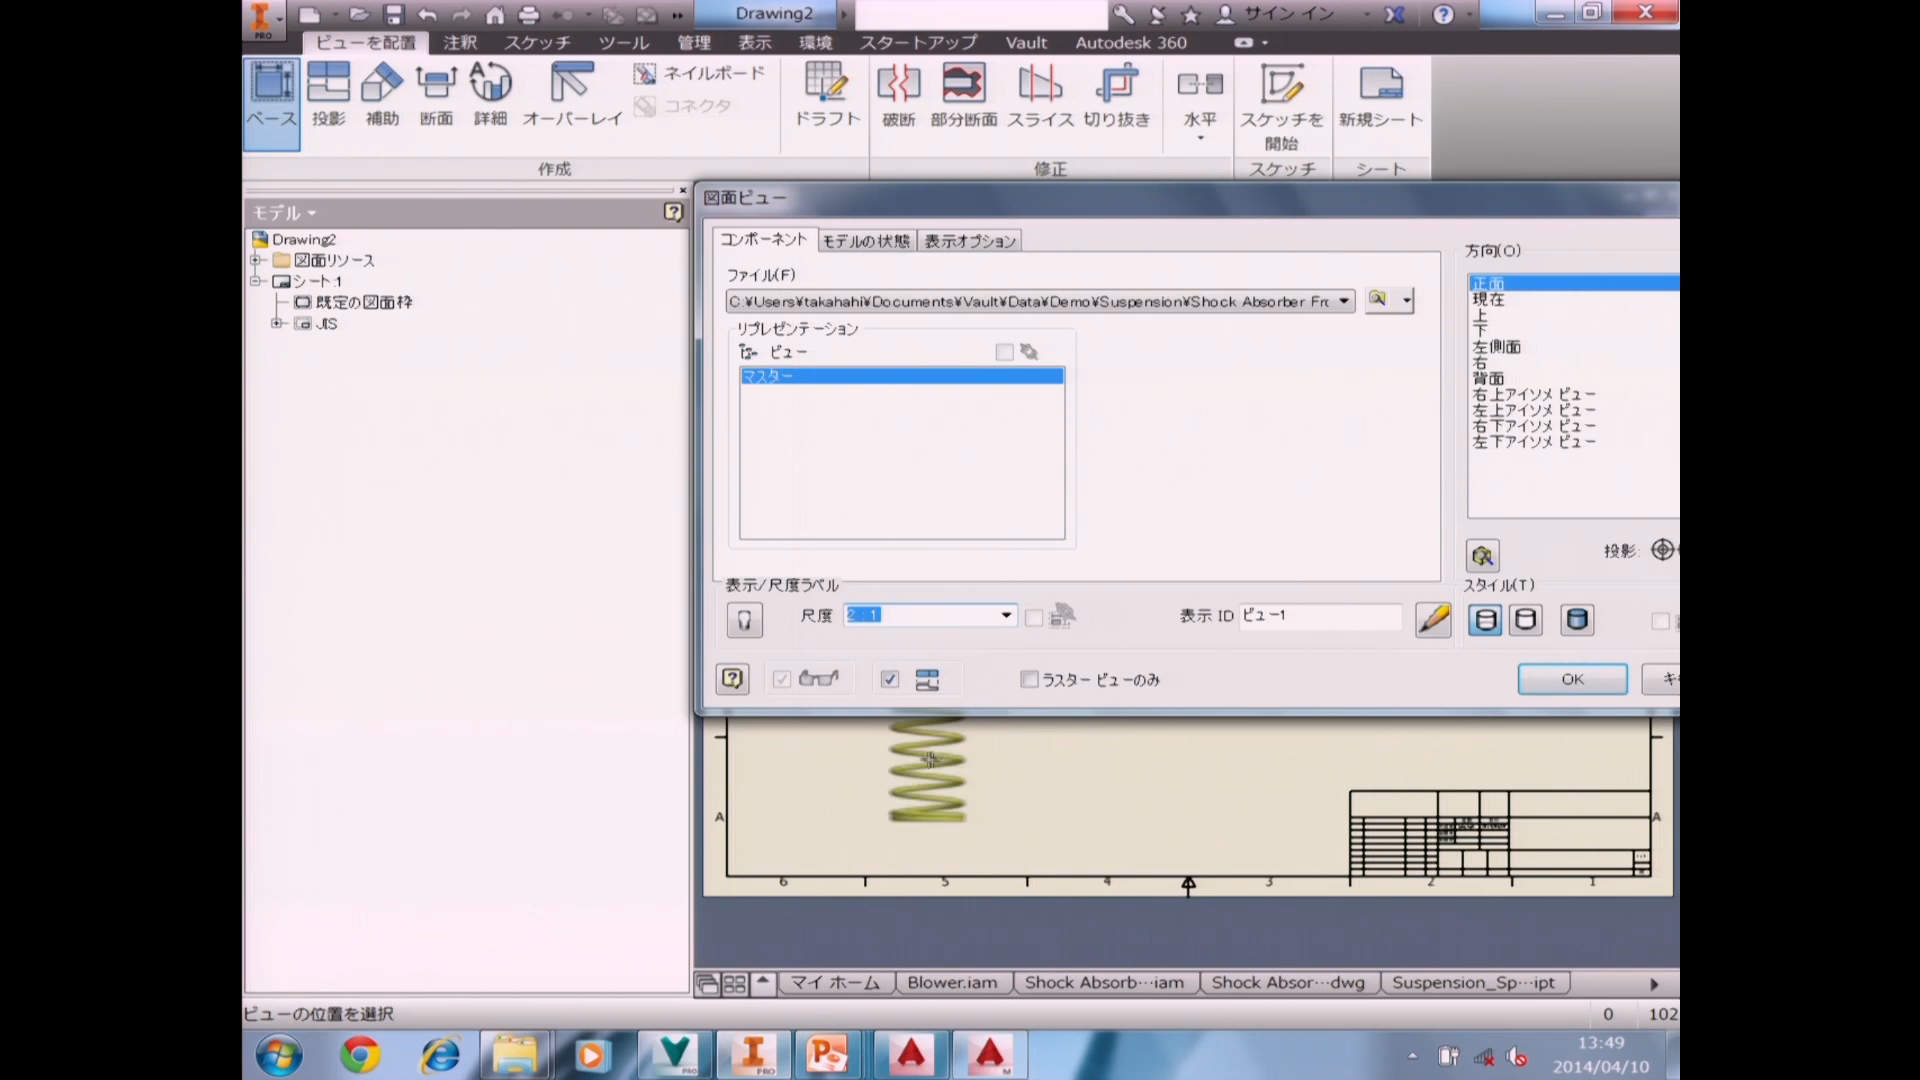 PRO
Drawing2
サイン イン
ビューを配置 注釈 スケッチ ツール 管理 表示 環境 スタートアップ Vault Autodesk 360
ベース 投影 補助 断面 詳細 オーバーレイ
ネイルボード
コネクタ
ドラフト
破断 部分断面 スライス 切り抜き
水平
スケッチを
開始
新規シート
作成 修正 スケッチ シート
モデル
Drawing2
図面リソース
シート:1
既定の図面枠
JIS
図面ビュー
コンポーネント モデルの状態 表示オプション
ファイル(F)
C:¥Users¥takahahi¥Documents¥Vault¥Data¥Demo¥Suspension¥Shock Absorber Fr
リプレゼンテーション
ビュー
マスター
方向(O)
正面
現在
上
下
左側面
右
背面
右上アイソメ ビュー
左上アイソメ ビュー
右下アイソメ ビュー
左下アイソメ ビュー
投影:
表示/尺度ラベル
尺度 2 : 1
表示 ID ビュー1
スタイル(T)
ラスター ビューのみ
OK
キ
A A
6 5 4 3 2 1
マイ ホーム Blower.iam Shock Absorb···iam Shock Absor···dwg Suspension_Sp···ipt
ビューの位置を選択
0 102
PRO PRO M
13:49
2014/04/10